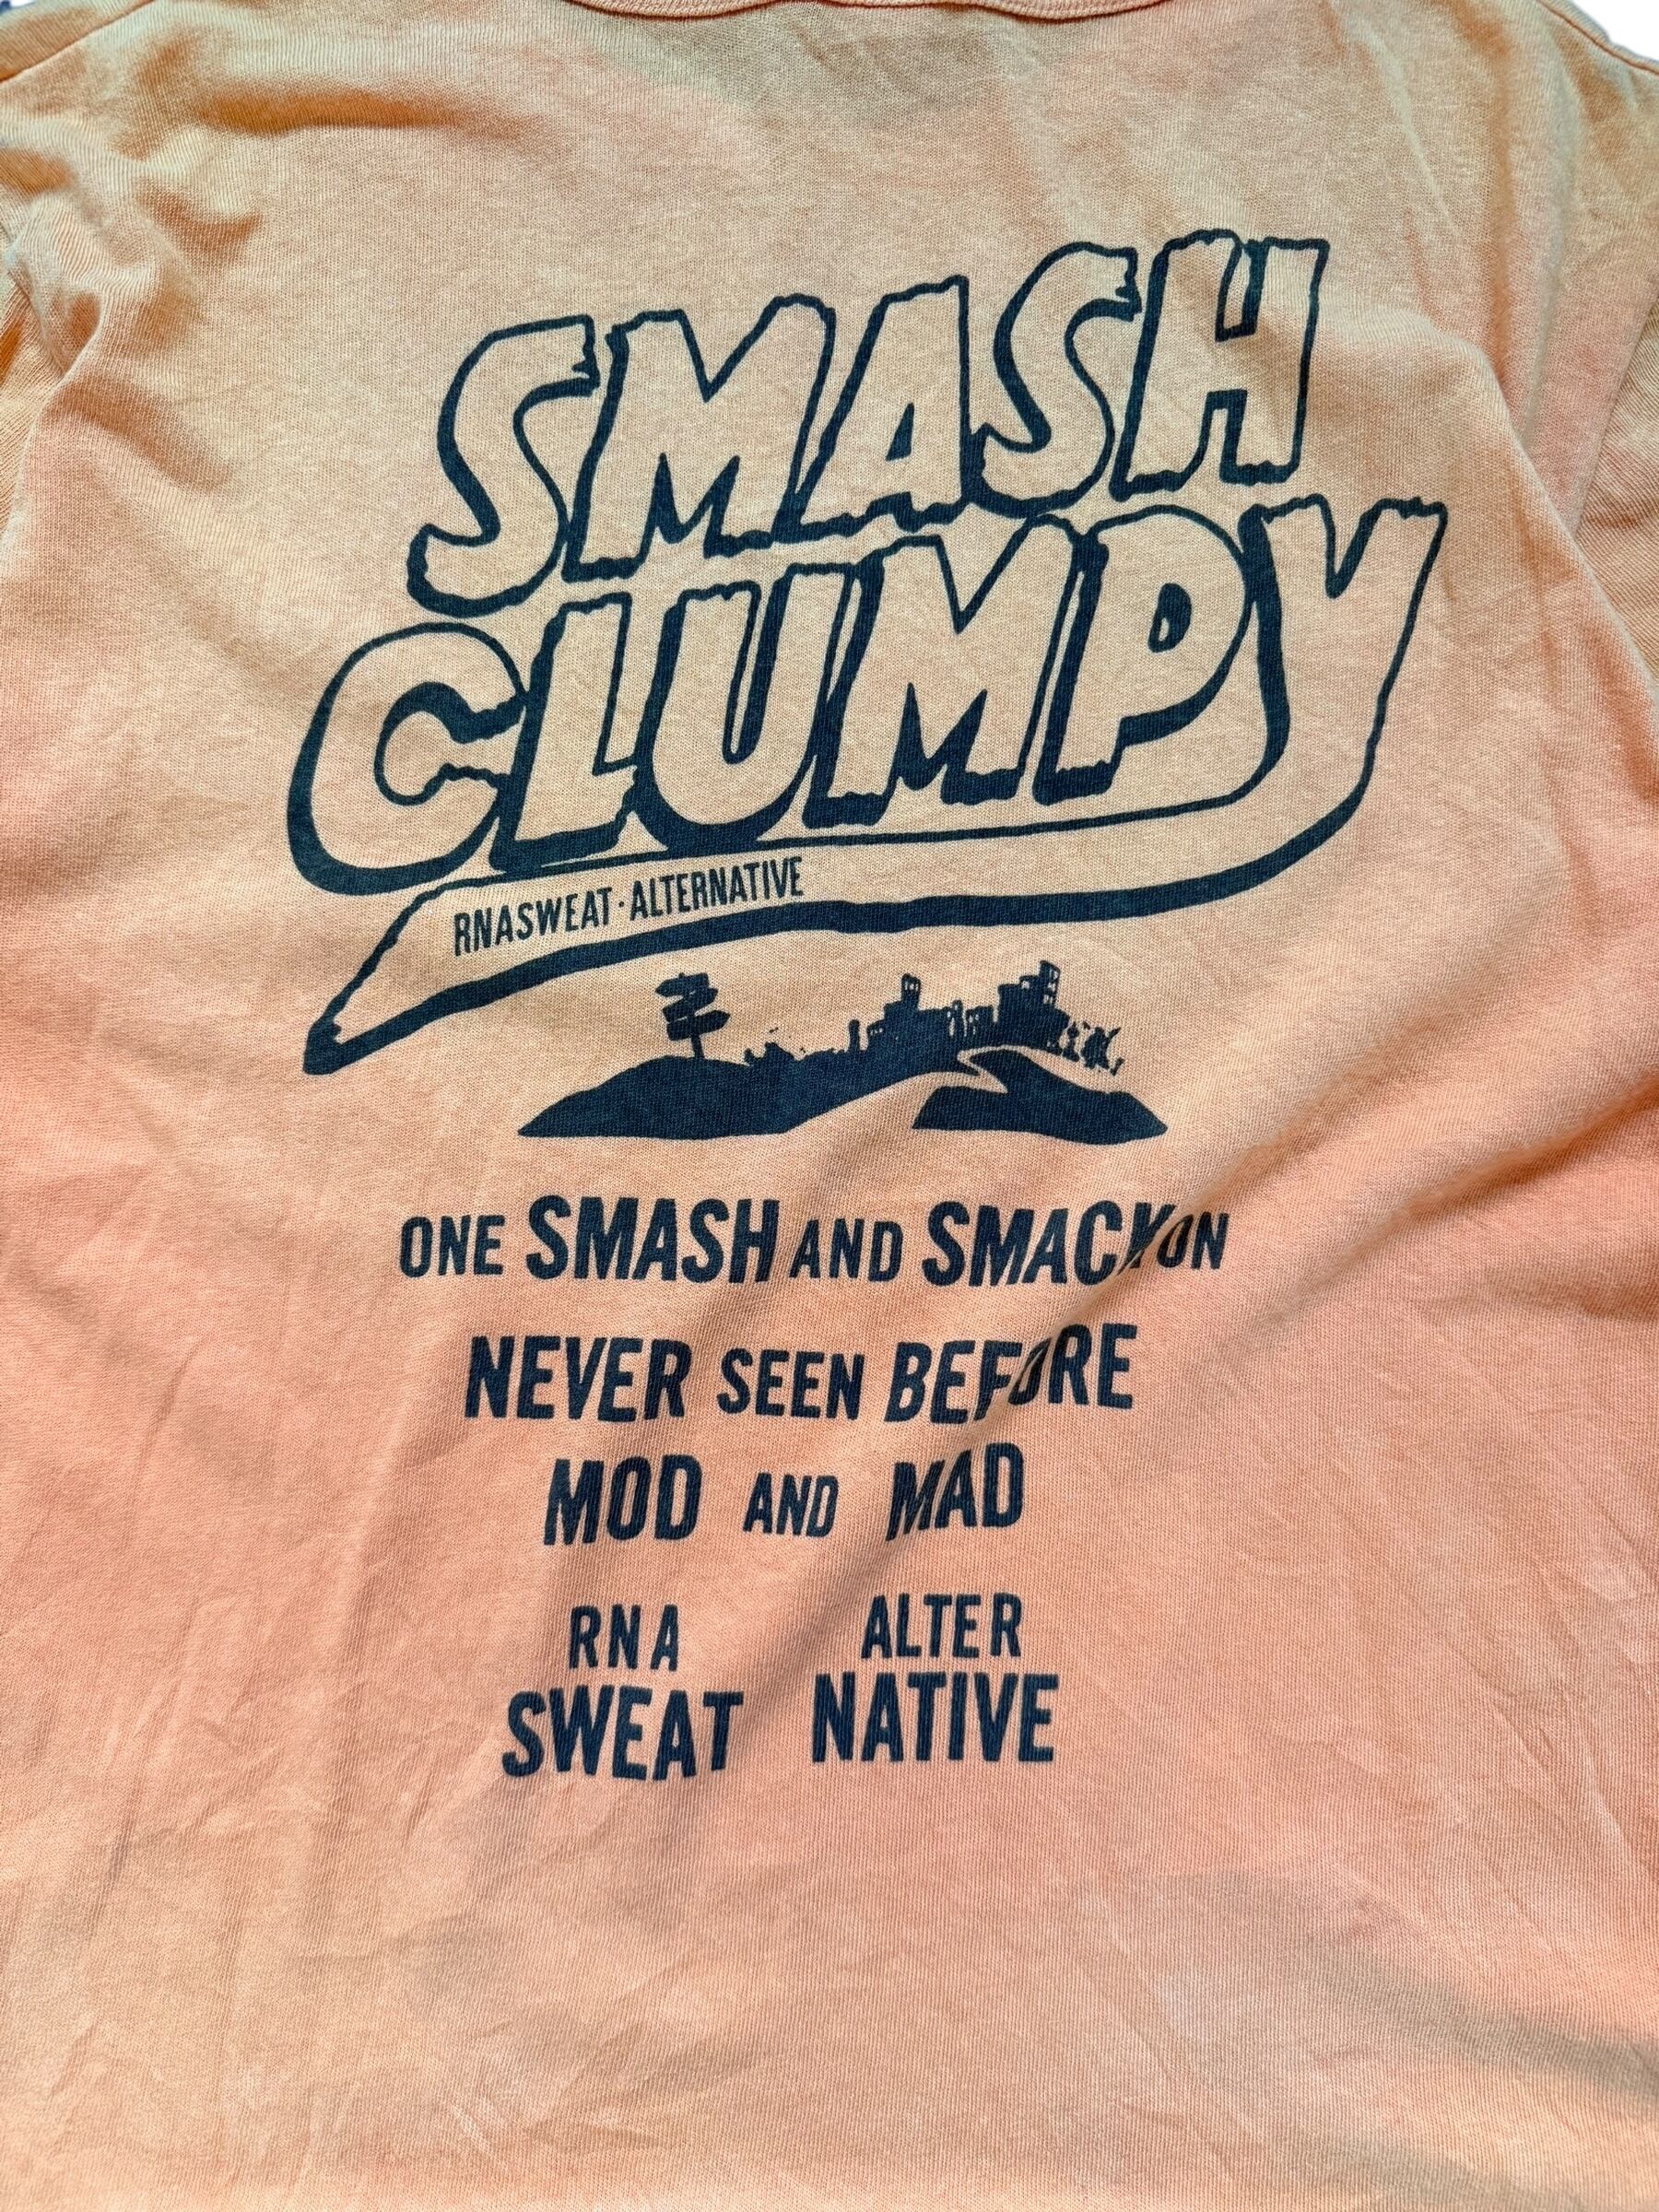 SMASH
CLUMPY
RNASWEAT·ALTERNATIVE
ONE SMASH AND SMACK ON
NEVER SEEN BEFORE
MOD AND MAD
RNA ALTER
SWEAT NATIVE